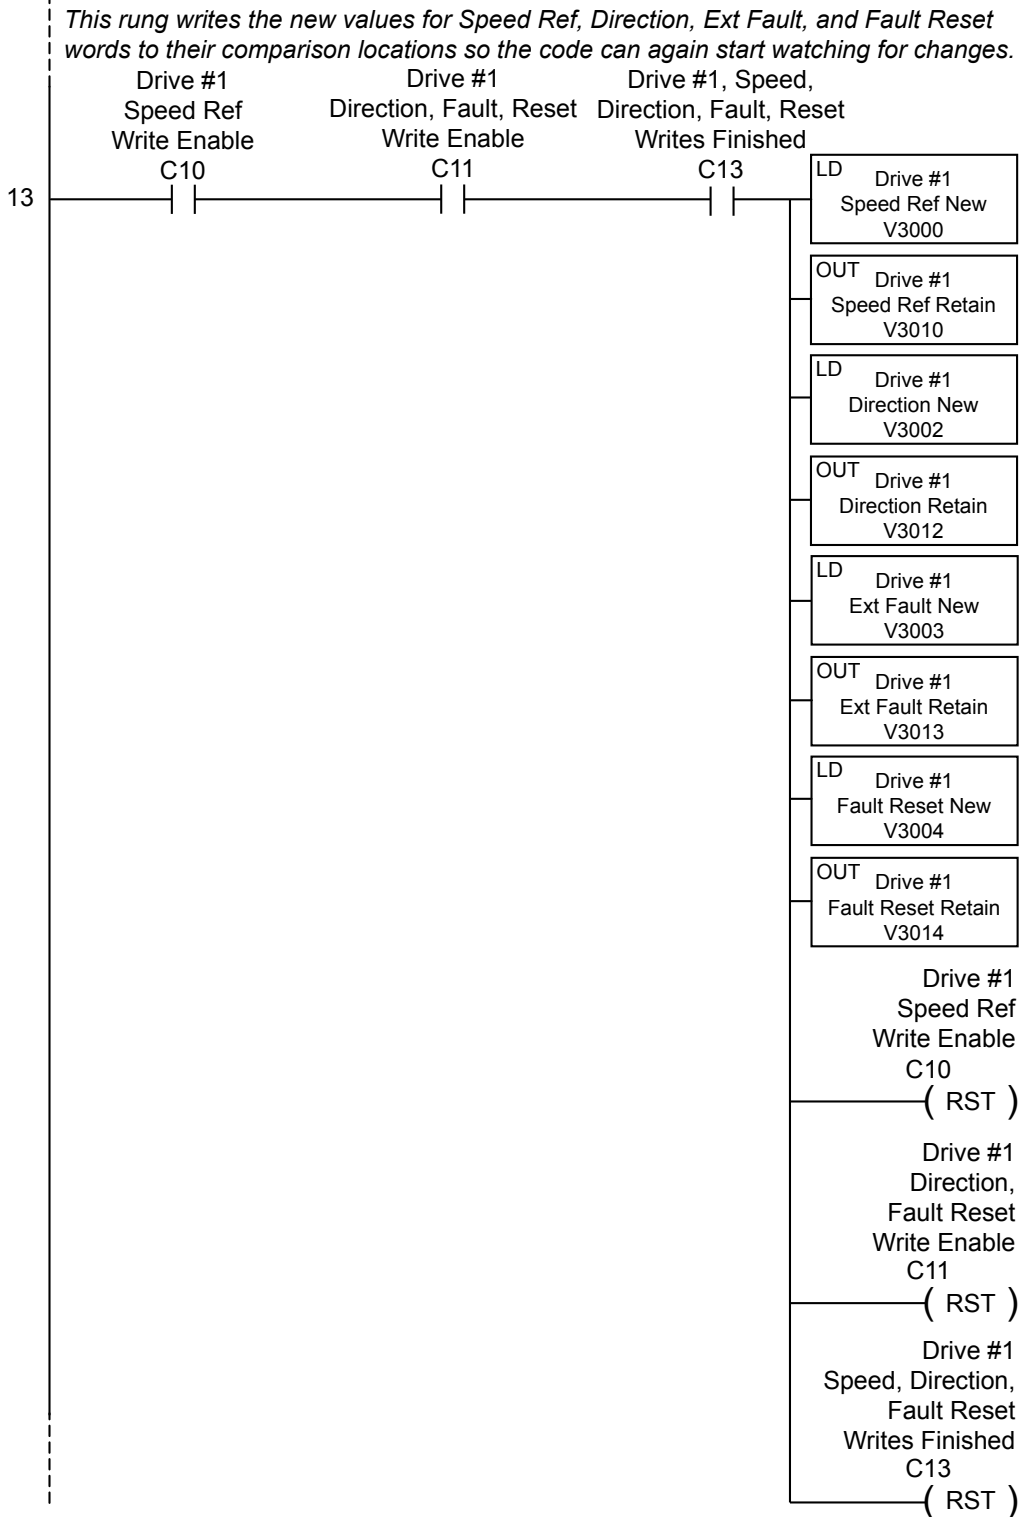 This rung writes the new values for Speed Ref, Direction, Ext Fault, and Fault Reset
words to their comparison locations so the code can again start watching for changes.
Drive #1
Speed Ref
Write Enable
C10
Drive #1
Direction, Fault, Reset
Write Enable
C11
Drive #1, Speed,
Direction, Fault, Reset
Writes Finished
C13
13
LD
Drive #1
Speed Ref New
V3000
OUT
Drive #1
Speed Ref Retain
V3010
LD
Drive #1
Direction New
V3002
OUT
Drive #1
Direction Retain
V3012
LD
Drive #1
Ext Fault New
V3003
OUT
Drive #1
Ext Fault Retain
V3013
LD
Drive #1
Fault Reset New
V3004
OUT
Drive #1
Fault Reset Retain
V3014
Drive #1
Speed Ref
Write Enable
C10
( RST )
Drive #1
Direction,
Fault Reset
Write Enable
C11
( RST )
Drive #1
Speed, Direction,
Fault Reset
Writes Finished
C13
( RST )